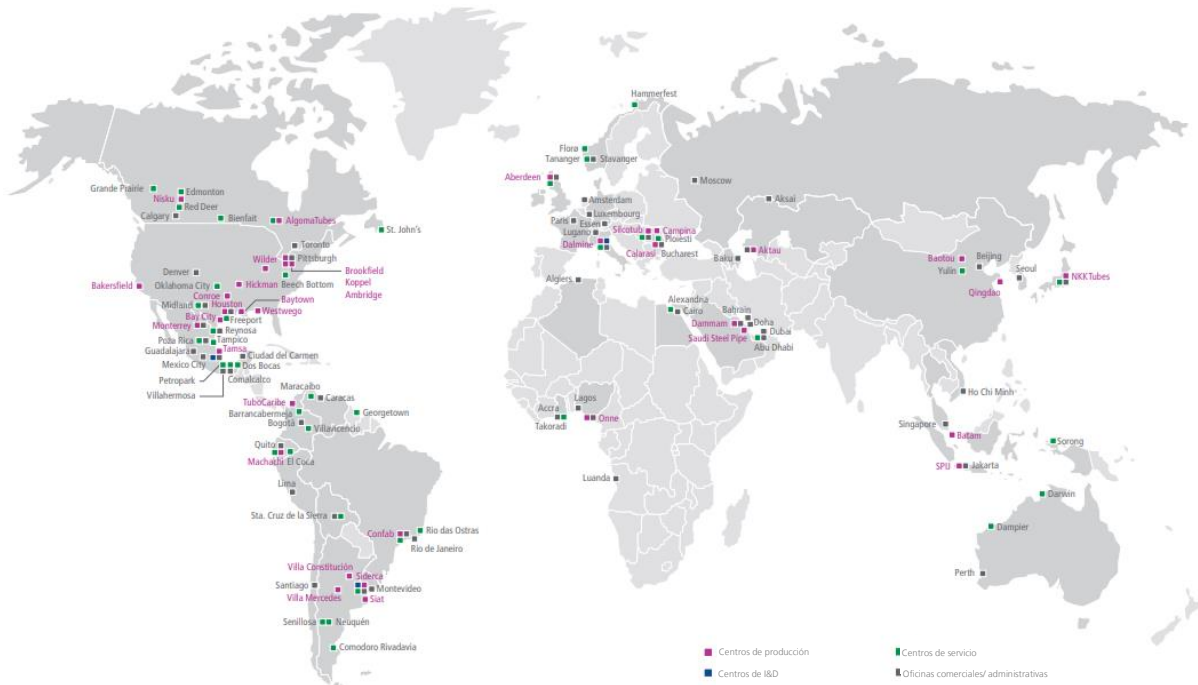 Hammerfest
Florø
Tananger
Stavanger
Aberdeen
Moscow
Grande Prairie
Edmonton
Nisku
Red Deer
Calgary
Bienfait
AlgomaTubes
St. John's
Amsterdam
Luxembourg
Paris
Essen
Lugano
Silcotub
Campina
Ploiesti
Dalmine
Calarasi
Bucharest
Aksai
Baku
Aktau
Toronto
Wilder
Pittsburgh
Brookfield
Koppel
Ambridge
Denver
Bakersfield
Oklahoma City
Hickman
Beech Bottom
Conroe
Midland
Houston
Baytown
Bay City
Freeport
Westwego
Monterrey
Reynosa
Poza Rica
Tampico
Guadalajara
Tamsa
Mexico City
Ciudad del Carmen
Petropark
Dos Bocas
Villahermosa
Comalcalco
Algiers
Alexandria
Cairo
Bahrain
Dammam
Doha
Dubai
Saudi Steel Pipe
Abu Dhabi
Baotou
Beijing
Yulin
Seoul
Qingdao
NKKTubes
Maracaibo
Caracas
TuboCaribe
Barrancabermeja
Georgetown
Bogotá
Villavicencio
Quito
Machachi
El Coca
Lima
Accra
Lagos
Takoradi
Onne
Luanda
Ho Chi Minh
Singapore
Batam
Sorong
SPIJ
Jakarta
Darwin
Dampier
Perth
Sta. Cruz de la Sierra
Confab
Rio das Ostras
Rio de Janeiro
Villa Constitución
Siderca
Santiago
Montevideo
Villa Mercedes
Siat
Senillosa
Neuquén
Comodoro Rivadavia
Centros de producción
Centros de servicio
Centros de I&D
Oficinas comerciales/ administrativas